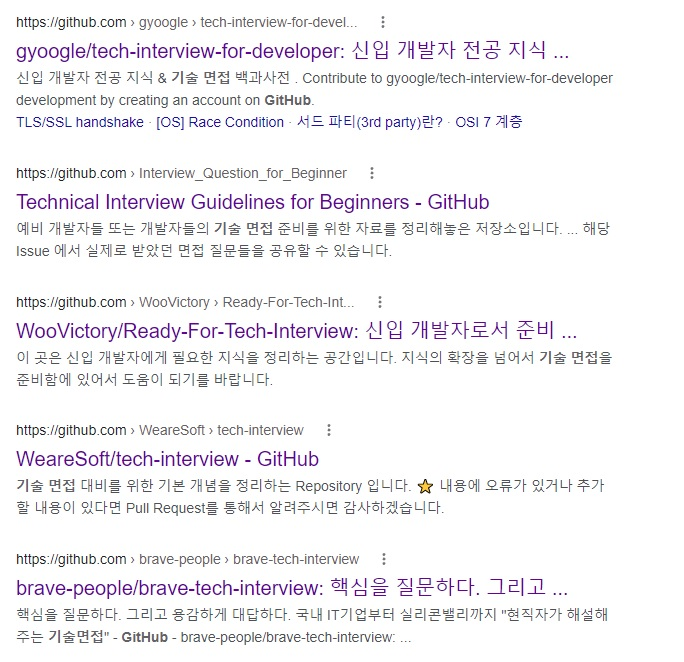 https://github.com › gyoogle › tech-interview-for-devel...
gyoogle/tech-interview-for-developer: 신입 개발자 전공 지식 ...
신입 개발자 전공 지식 & 기술 면접 백과사전 . Contribute to gyoogle/tech-interview-for-developer
development by creating an account on GitHub.
TLS/SSL handshake · [OS] Race Condition · 서드 파티(3rd party)란? · OSI 7 계층
https://github.com › Interview_Question_for_Beginner
Technical Interview Guidelines for Beginners - GitHub
예비 개발자들 또는 개발자들의 기술 면접 준비를 위한 자료를 정리해놓은 저장소입니다. ... 해당
Issue 에서 실제로 받았던 면접 질문들을 공유할 수 있습니다.
https://github.com › WooVictory › Ready-For-Tech-Int...
WooVictory/Ready-For-Tech-Interview: 신입 개발자로서 준비 ...
이 곳은 신입 개발자에게 필요한 지식을 정리하는 공간입니다. 지식의 확장을 넘어서 기술 면접을
준비함에 있어서 도움이 되기를 바랍니다.
https://github.com › WeareSoft › tech-interview
WeareSoft/tech-interview - GitHub
기술 면접 대비를 위한 기본 개념을 정리하는 Repository 입니다. ⭐ 내용에 오류가 있거나 추가
할 내용이 있다면 Pull Request를 통해서 알려주시면 감사하겠습니다.
https://github.com › brave-people › brave-tech-interview
brave-people/brave-tech-interview: 핵심을 질문하다. 그리고 ...
핵심을 질문하다. 그리고 용감하게 대답하다. 국내 IT기업부터 실리콘밸리까지 "현직자가 해설해
주는 기술면접" - GitHub - brave-people/brave-tech-interview: ...